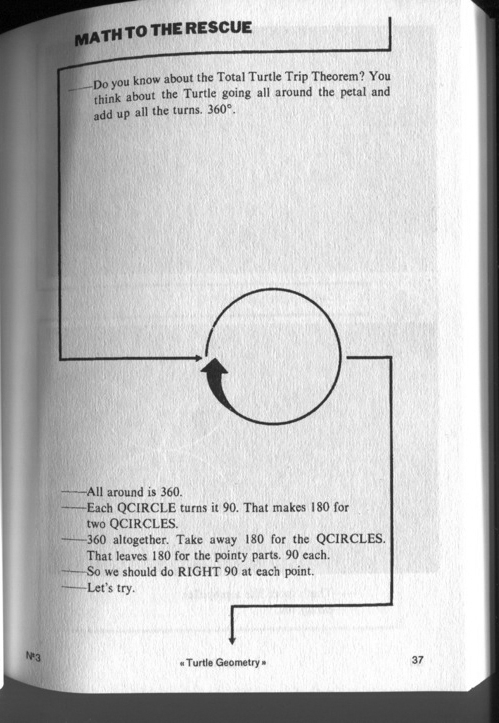 MATH TO THE RESCUE
—Do you know about the Total Turtle Trip Theorem? You
think about the Turtle going all around the petal and
add up all the turns. 360°.
—All around is 360.
—Each QCIRCLE turns it 90. That makes 180 for
two QCIRCLES.
—360 altogether. Take away 180 for the QCIRCLES.
That leaves 180 for the pointy parts. 90 each.
—So we should do RIGHT 90 at each point.
—Let's try.
Nº3
« Turtle Geometry »
37